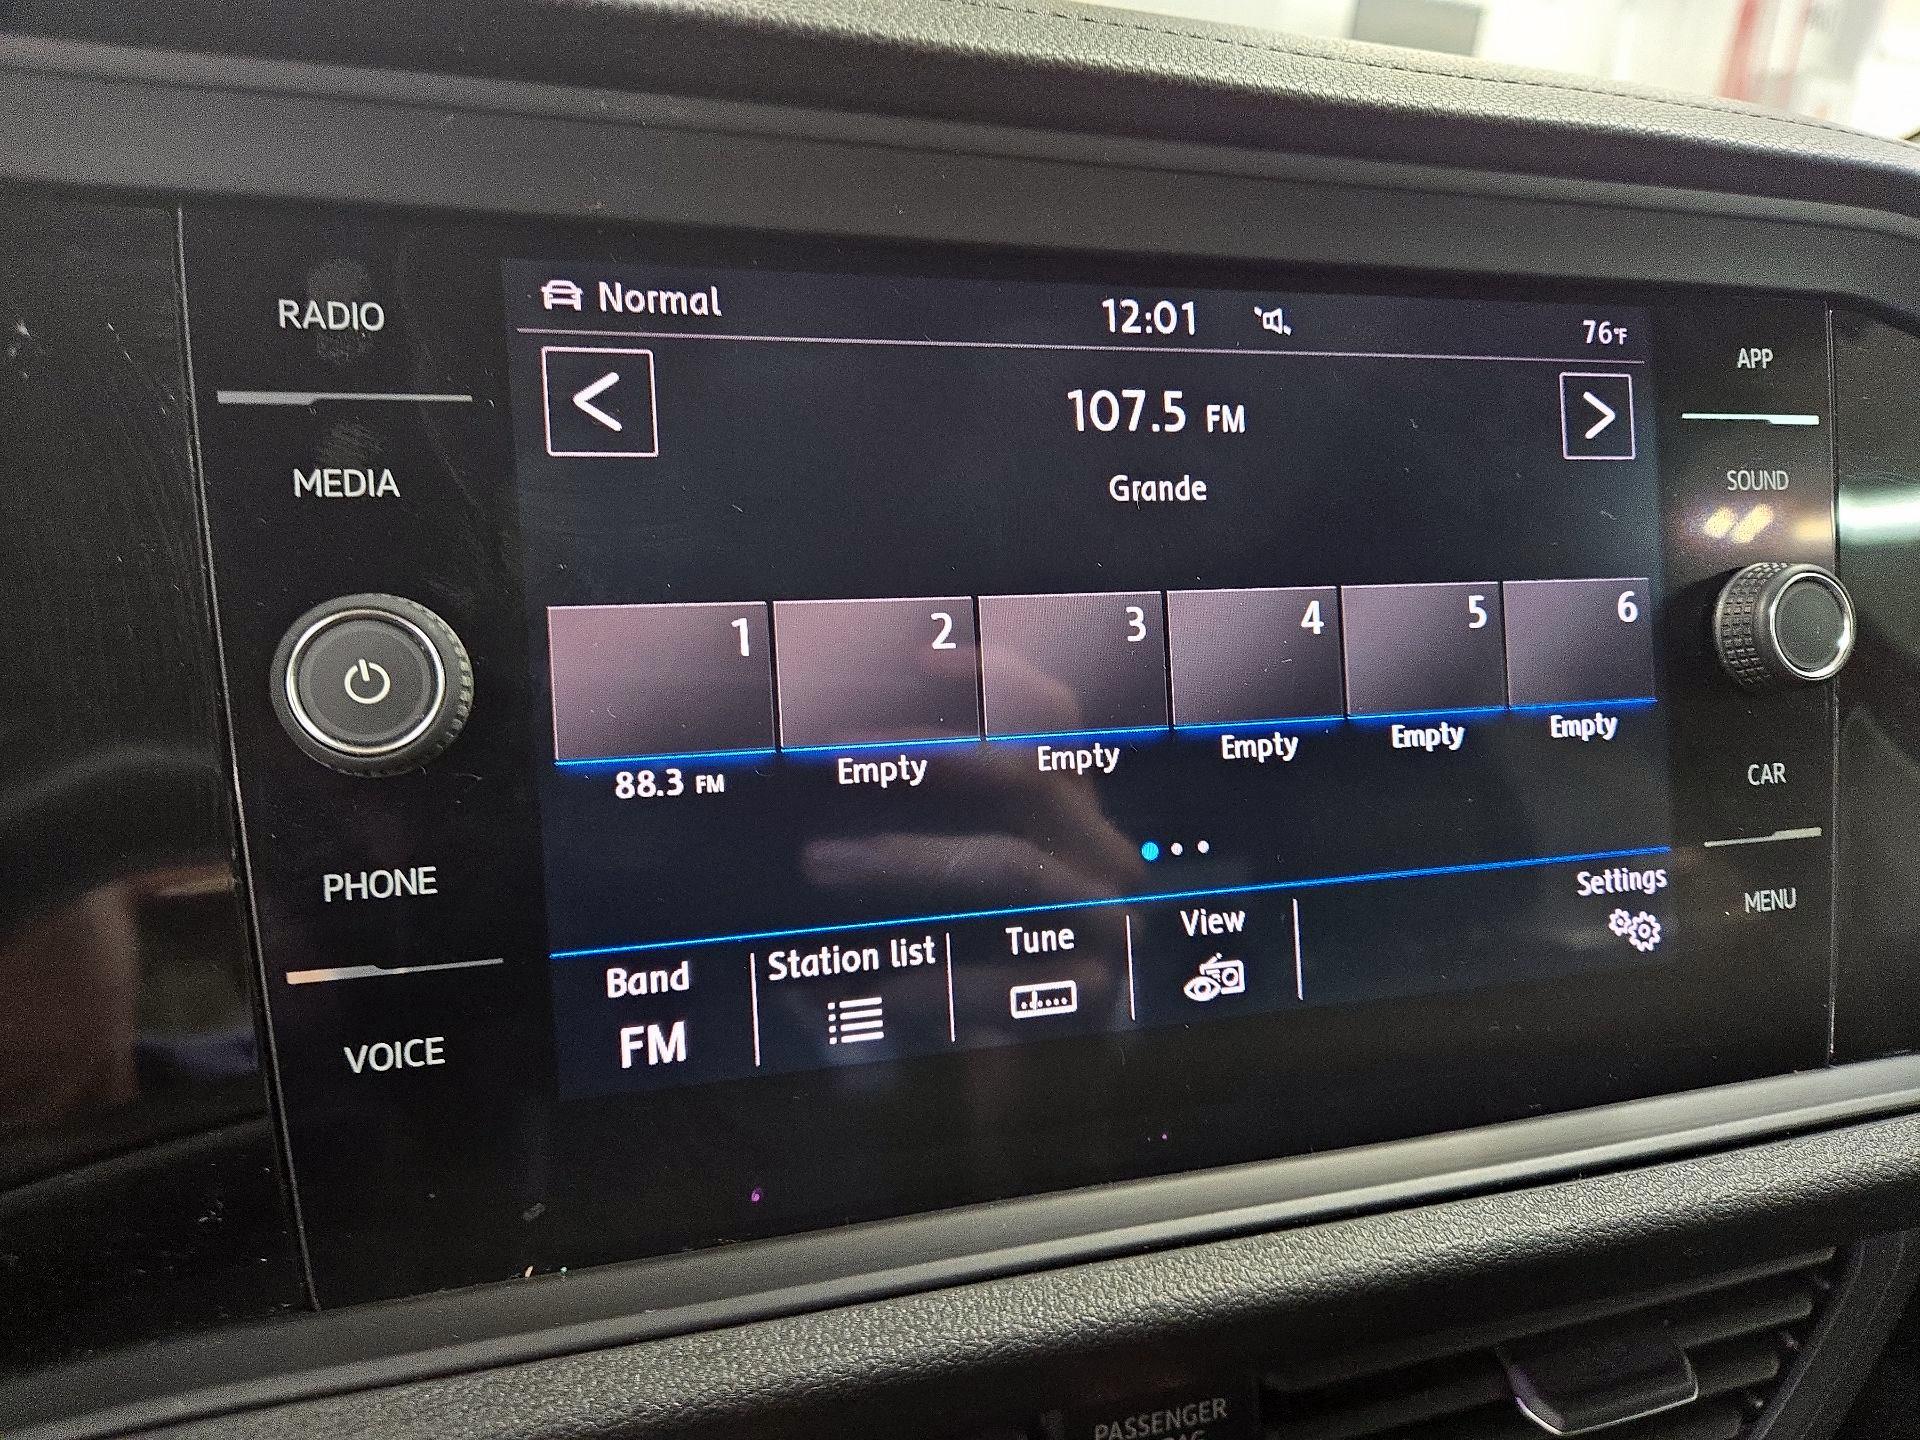 RADIO
MEDIA
PHONE
VOICE
Normal
12:01
76°F
107.5 FM
Grande
1
2
3
4
5
6
88.3 FM
Empty
Empty
Empty
Empty
Empty
Band
FM
Station list
Tune
View
Settings
APP
SOUND
CAR
MENU
PASSENGER